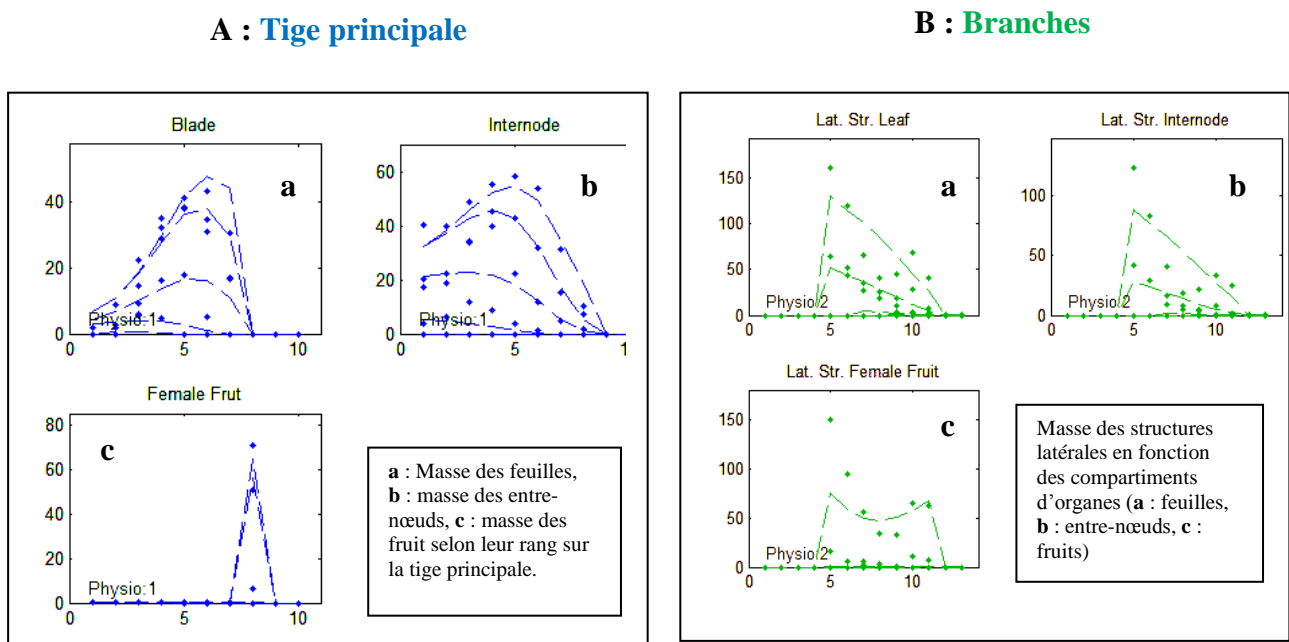 A : Tige principale
B : Branches
Blade
a
40
20
0
Physio:1
0
5
10
Internode
b
60
40
20
0
Physio:1
0
5
1
Female Frut
c
80
60
40
20
0
Physio:1
0
5
10
a : Masse des feuilles,
b : masse des entre-
nœuds, c : masse des
fruit selon leur rang sur
la tige principale.
Lat. Str. Leaf
a
150
100
50
0
Physio:2
0
5
10
Lat. Str. Internode
b
100
50
0
Physio:2
0
5
10
Lat. Str. Female Fruit
c
150
100
50
0
Physio:2
0
5
10
Masse des structures
latérales en fonction
des compartiments
d’organes (a : feuilles,
b : entre-nœuds, c :
fruits)